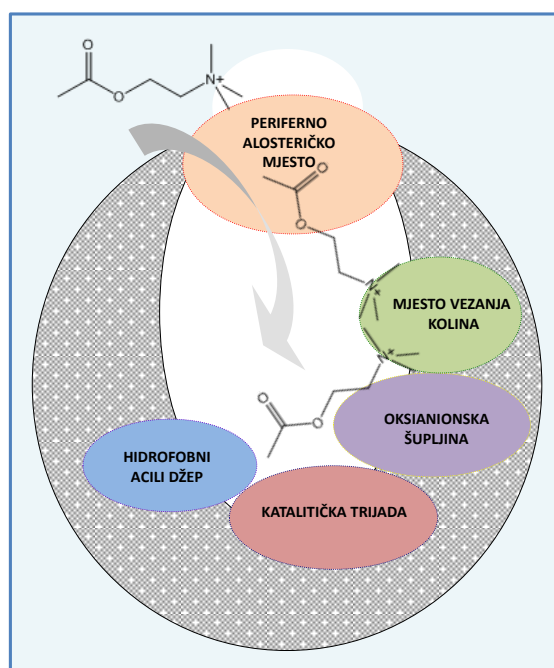 O
O
N+
PERIFERNO
ALOSTERIČKO
MJESTO
O
O
N+
MJESTO VEZANJA
KOLINA
N+
O
O
OKSIANIONSKA
ŠUPLJINA
HIDROFOBNI
ACILI DŽEP
KATALITIČKA TRIJADA